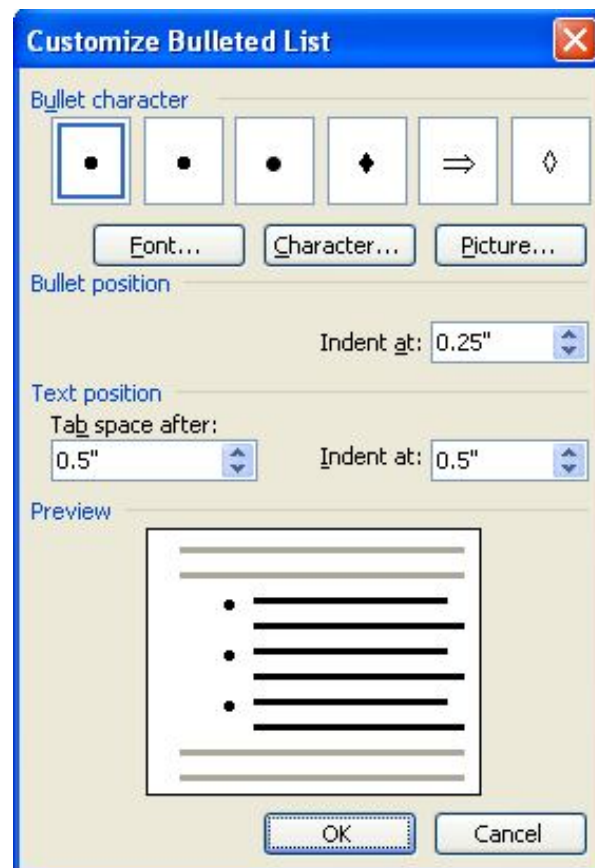 Customize Bulleted List
Bullet character
Font... Character... Picture...
Bullet position
Indent at: 0.25"
Text position
Tab space after:
0.5" Indent at: 0.5"
Preview
OK Cancel